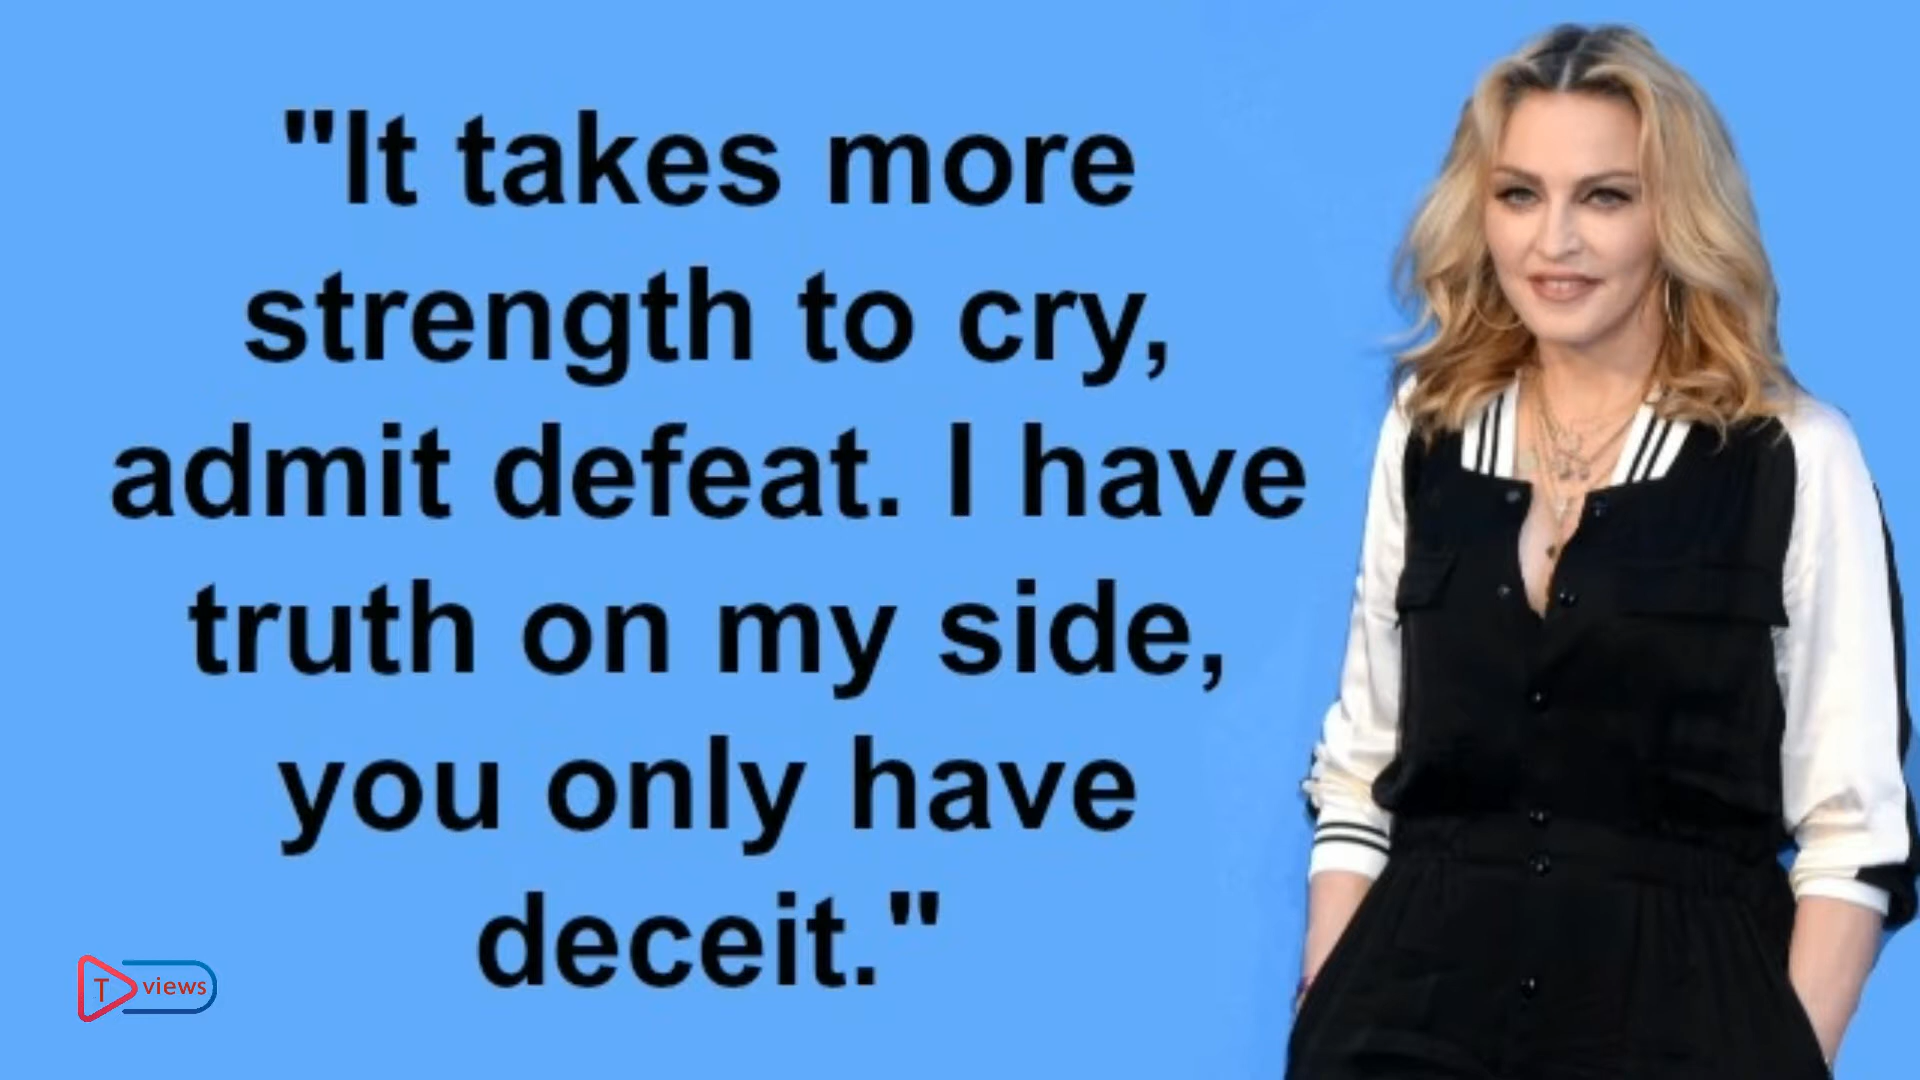 "It takes more
strength to cry,
admit defeat. I have
truth on my side,
you only have
deceit."
T views